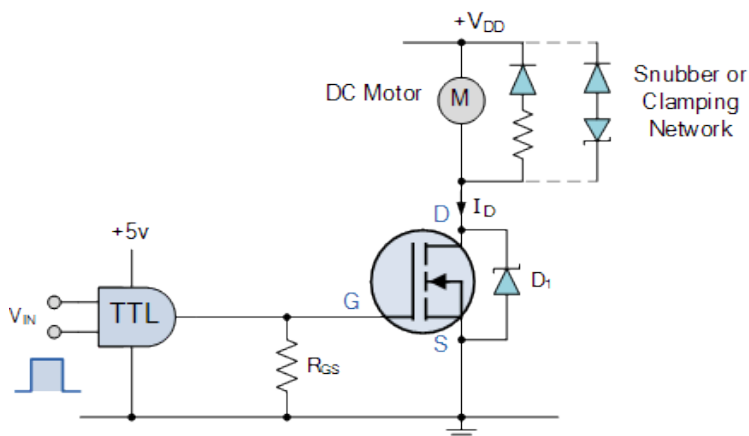 +VDD
DC Motor
M
Snubber or
Clamping
Network
D
ID
+5v
VIN
TTL
G
D1
S
RGS